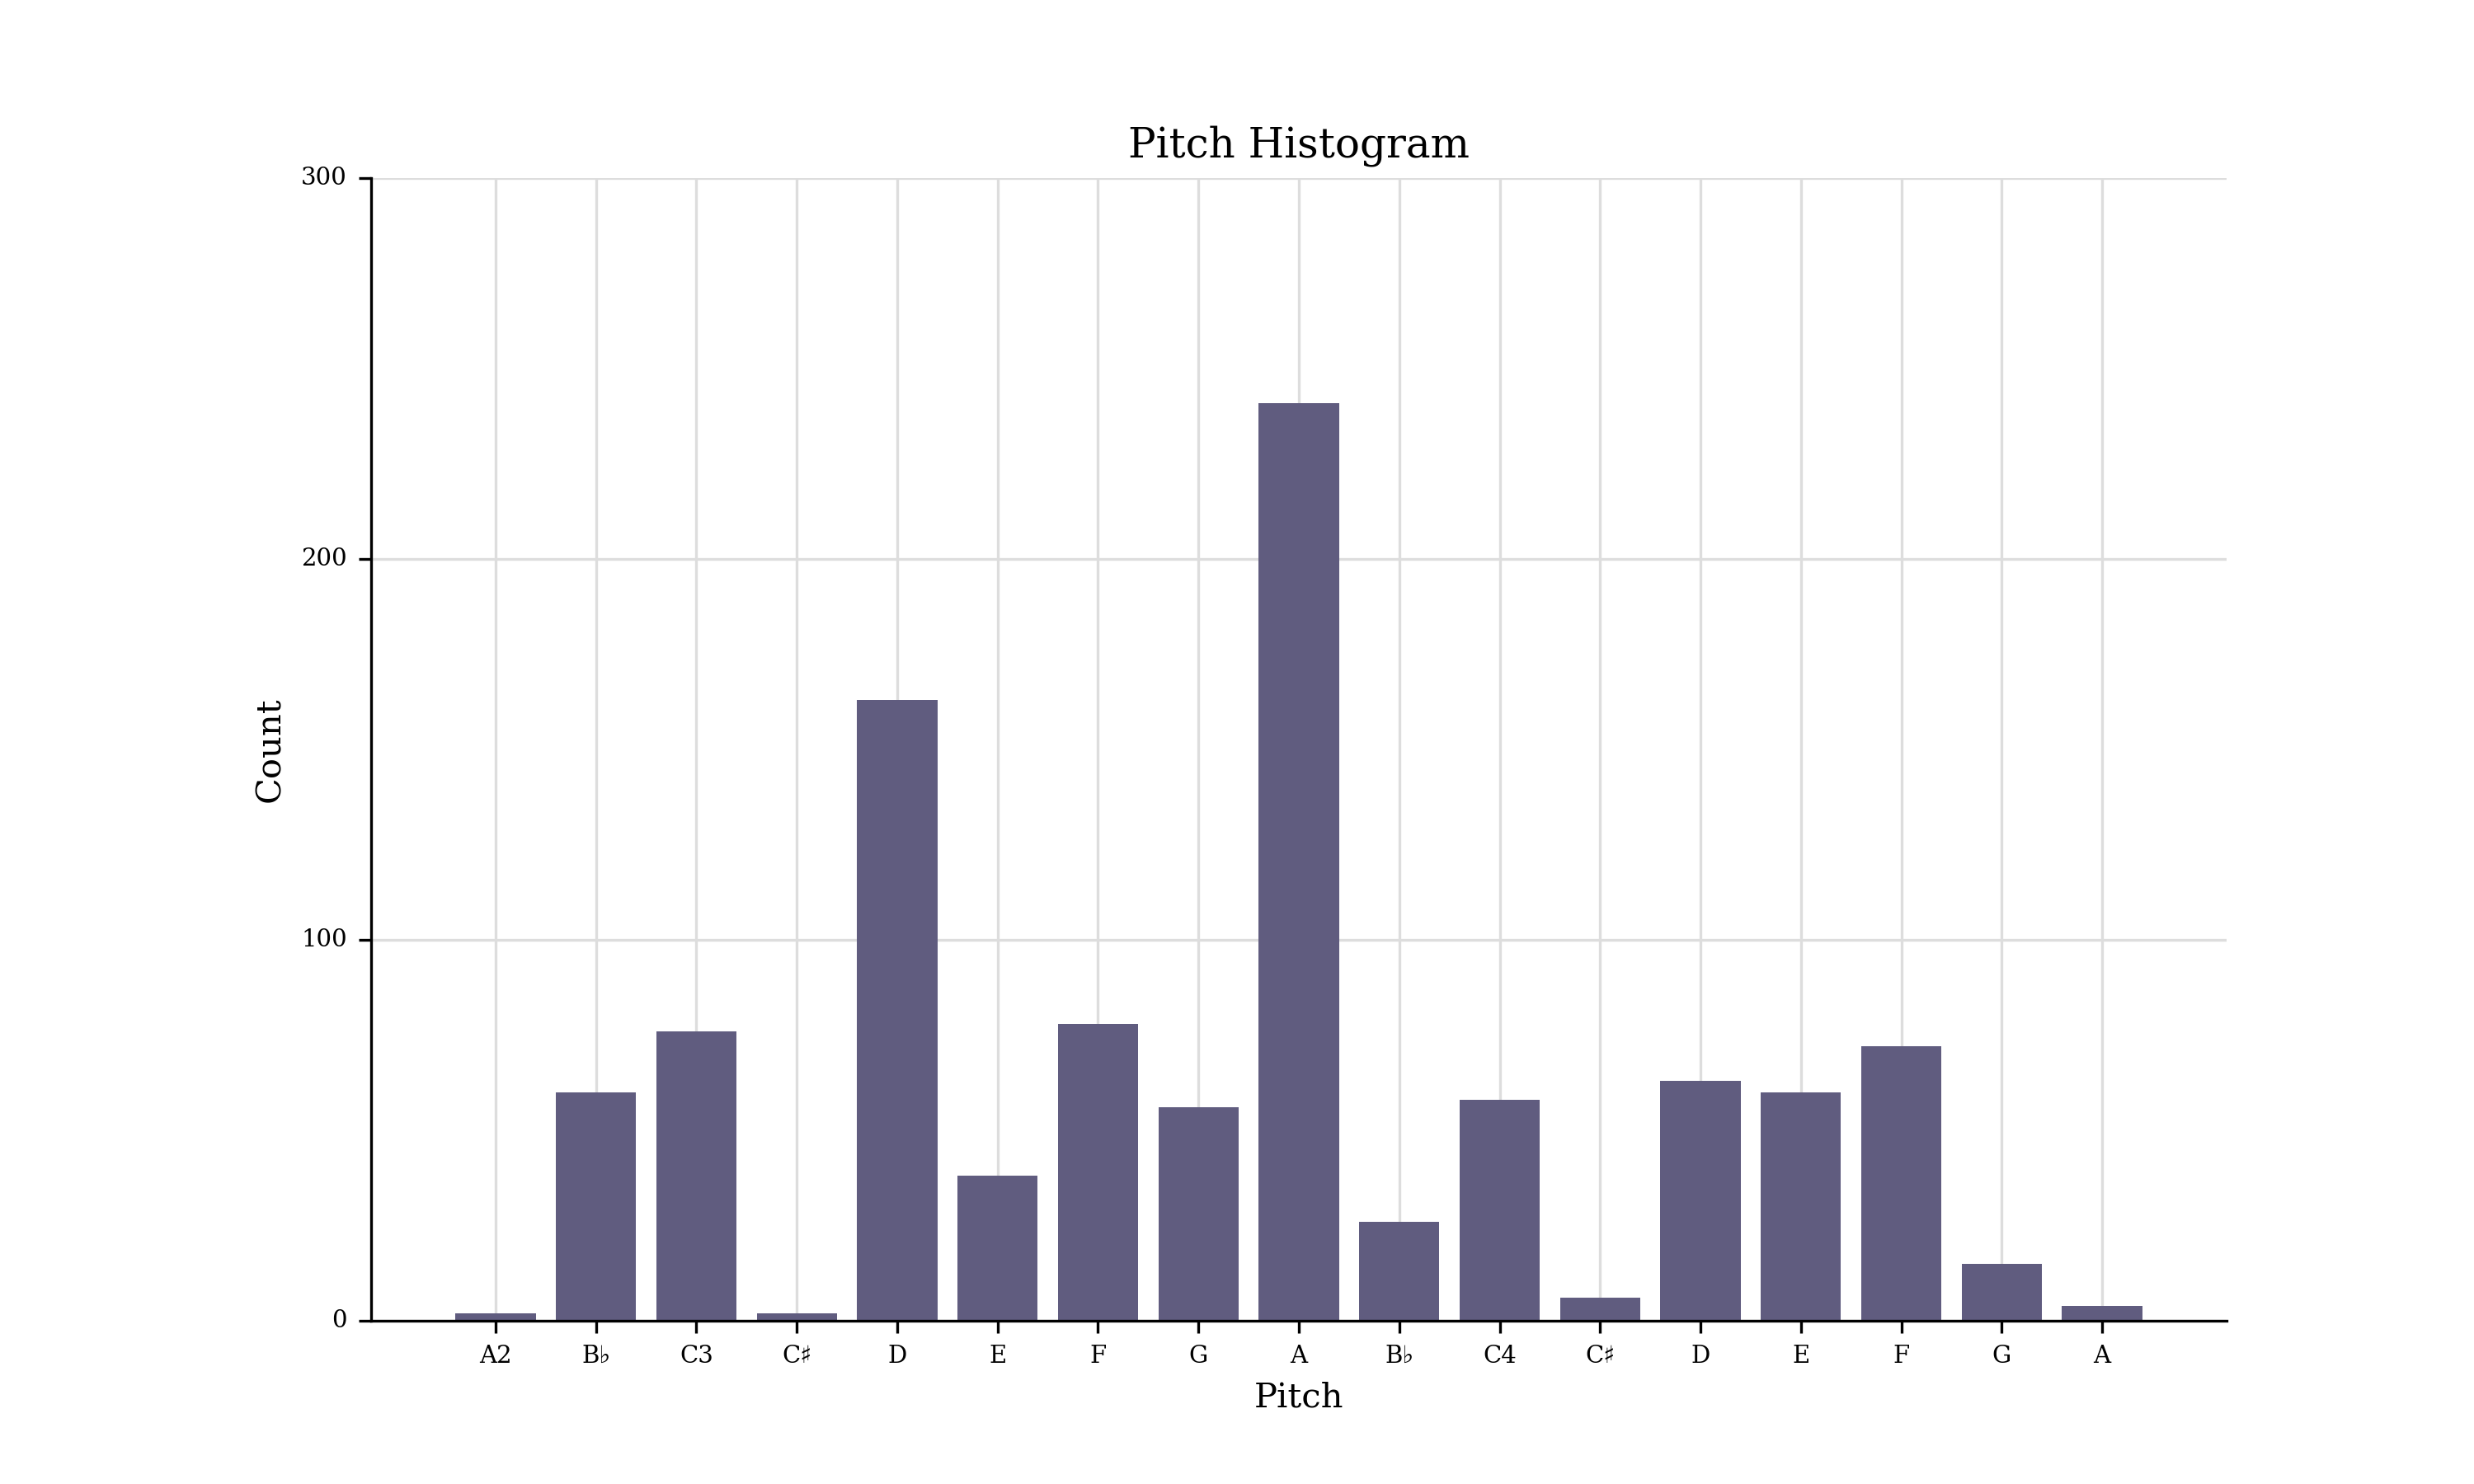 Pitch Histogram
300
200
100
0
Count
A2 B♭ C3 C♯ D E F G A B♭ C4 C♯ D E F G A
Pitch